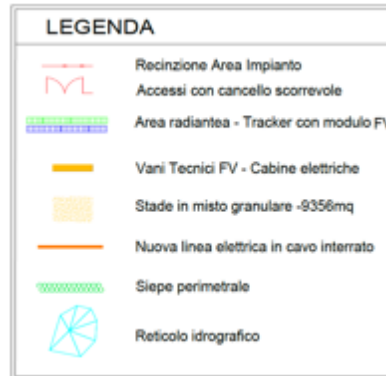 LEGENDA
Recinzione Area Impianto
Accessi con cancello scorrevole
Area radiantea - Tracker con modulo FV
Vani Tecnici FV - Cabine elettriche
Stade in misto granulare -9356mq
Nuova linea elettrica in cavo interrato
Siepe perimetrale
Reticolo idrografico